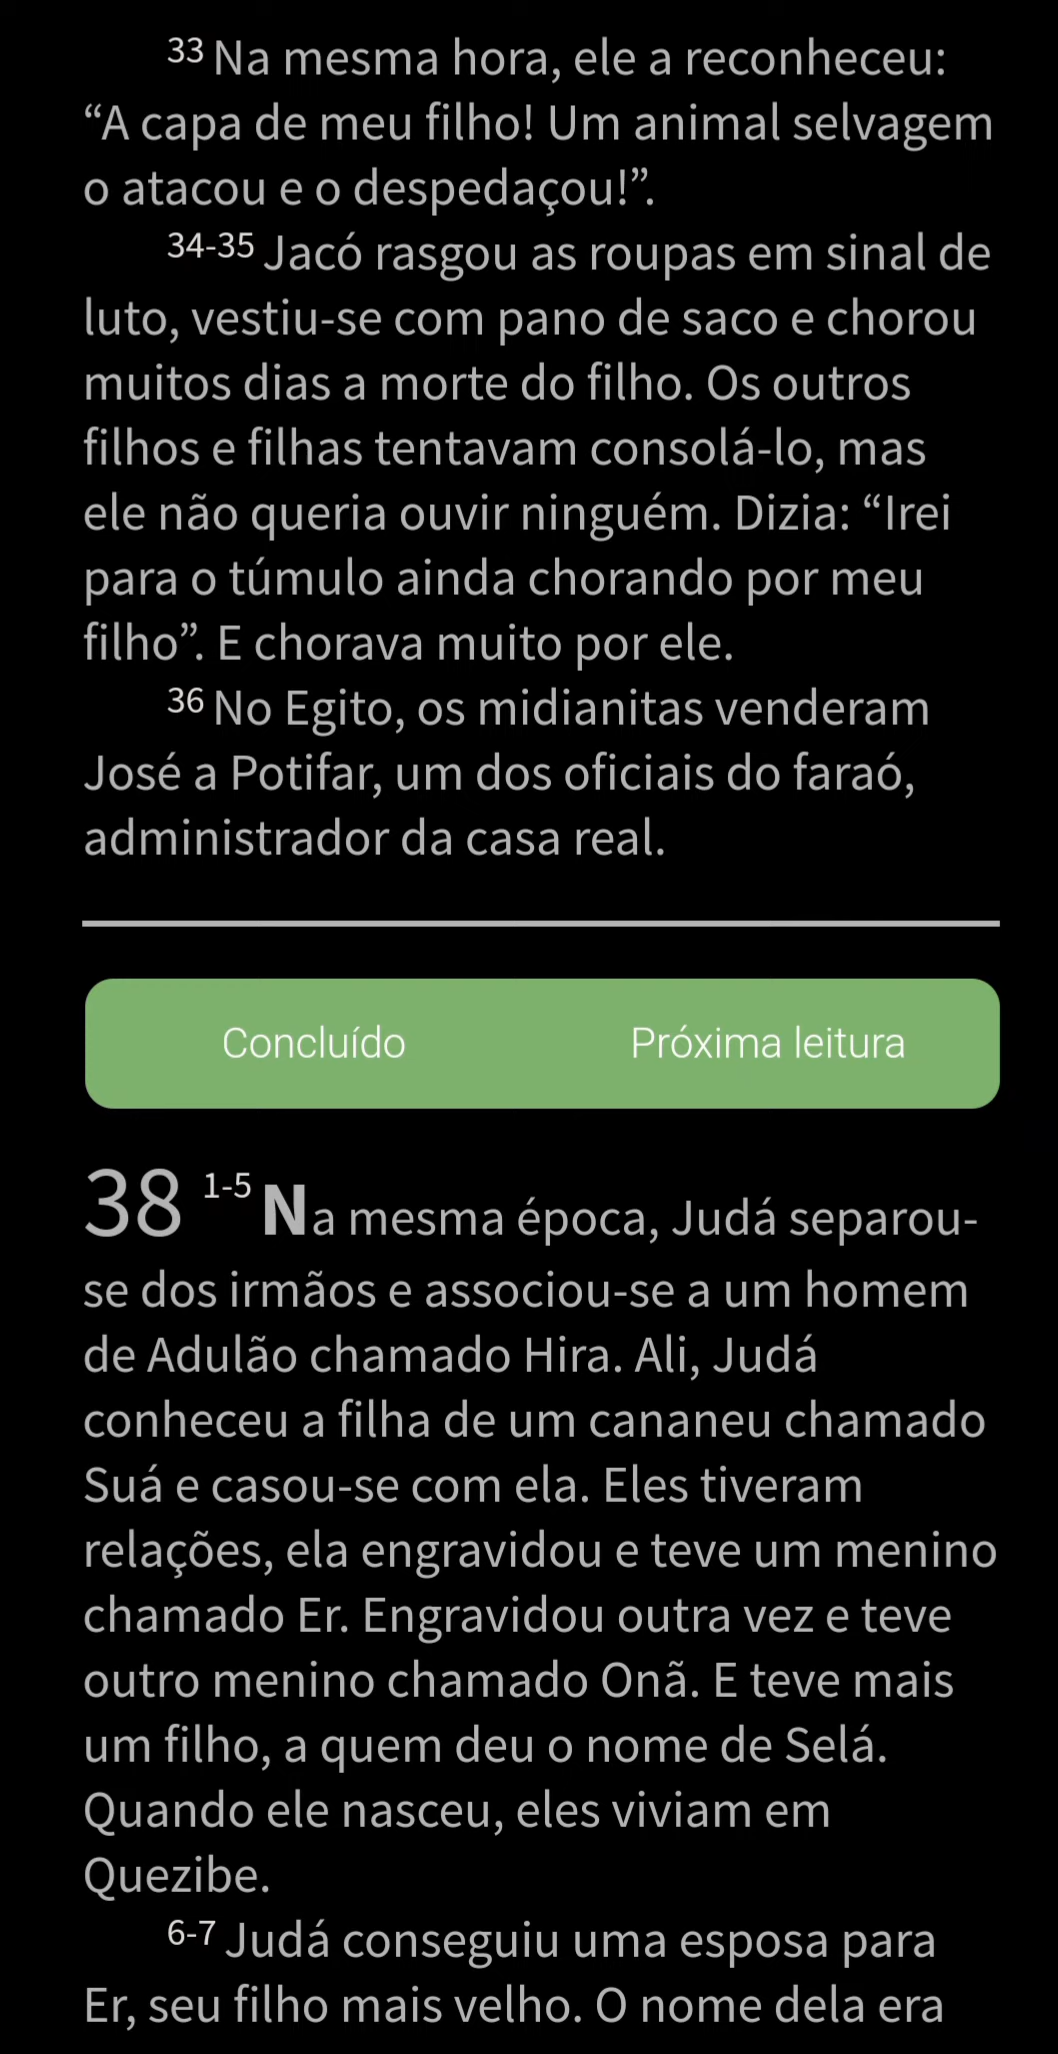 33 Na mesma hora, ele a reconheceu:
“A capa de meu filho! Um animal selvagem
o atacou e o despedaçou!”.
34-35 Jacó rasgou as roupas em sinal de
luto, vestiu-se com pano de saco e chorou
muitos dias a morte do filho. Os outros
filhos e filhas tentavam consolá-lo, mas
ele não queria ouvir ninguém. Dizia: “Irei
para o túmulo ainda chorando por meu
filho”. E chorava muito por ele.
36 No Egito, os midianitas venderam
José a Potifar, um dos oficiais do faraó,
administrador da casa real.
Concluído Próxima leitura
38 1-5 Na mesma época, Judá separou-
se dos irmãos e associou-se a um homem
de Adulão chamado Hira. Ali, Judá
conheceu a filha de um cananeu chamado
Suá e casou-se com ela. Eles tiveram
relações, ela engravidou e teve um menino
chamado Er. Engravidou outra vez e teve
outro menino chamado Onã. E teve mais
um filho, a quem deu o nome de Selá.
Quando ele nasceu, eles viviam em
Quezibe.
6-7 Judá conseguiu uma esposa para
Er, seu filho mais velho. O nome dela era